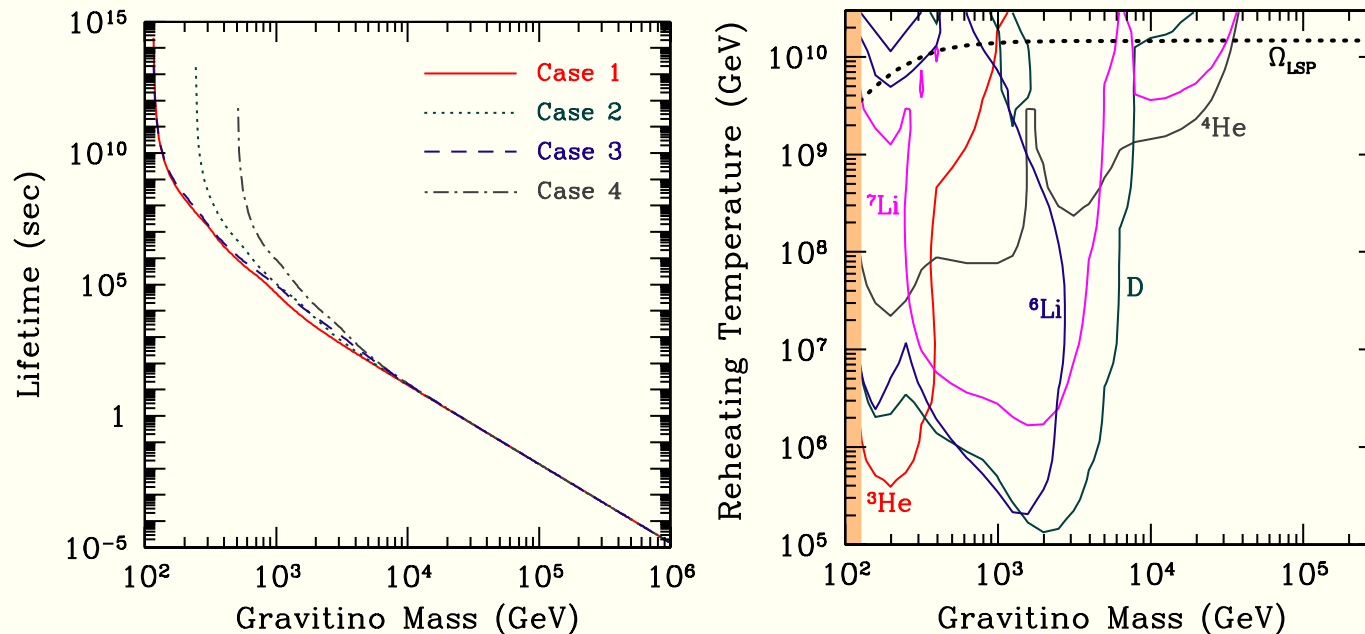 10¹⁵
10¹⁰
10⁵
1
10⁻⁵
Lifetime (sec)
Case 1
Case 2
Case 3
Case 4
10² 10³ 10⁴ 10⁵ 10⁶
Gravitino Mass (GeV)
10¹⁰
10⁹
10⁸
10⁷
10⁶
10⁵
Reheating Temperature (GeV)
Ω_LSP
⁴He
⁷Li
⁶Li
D
³He
10² 10³ 10⁴ 10⁵
Gravitino Mass (GeV)